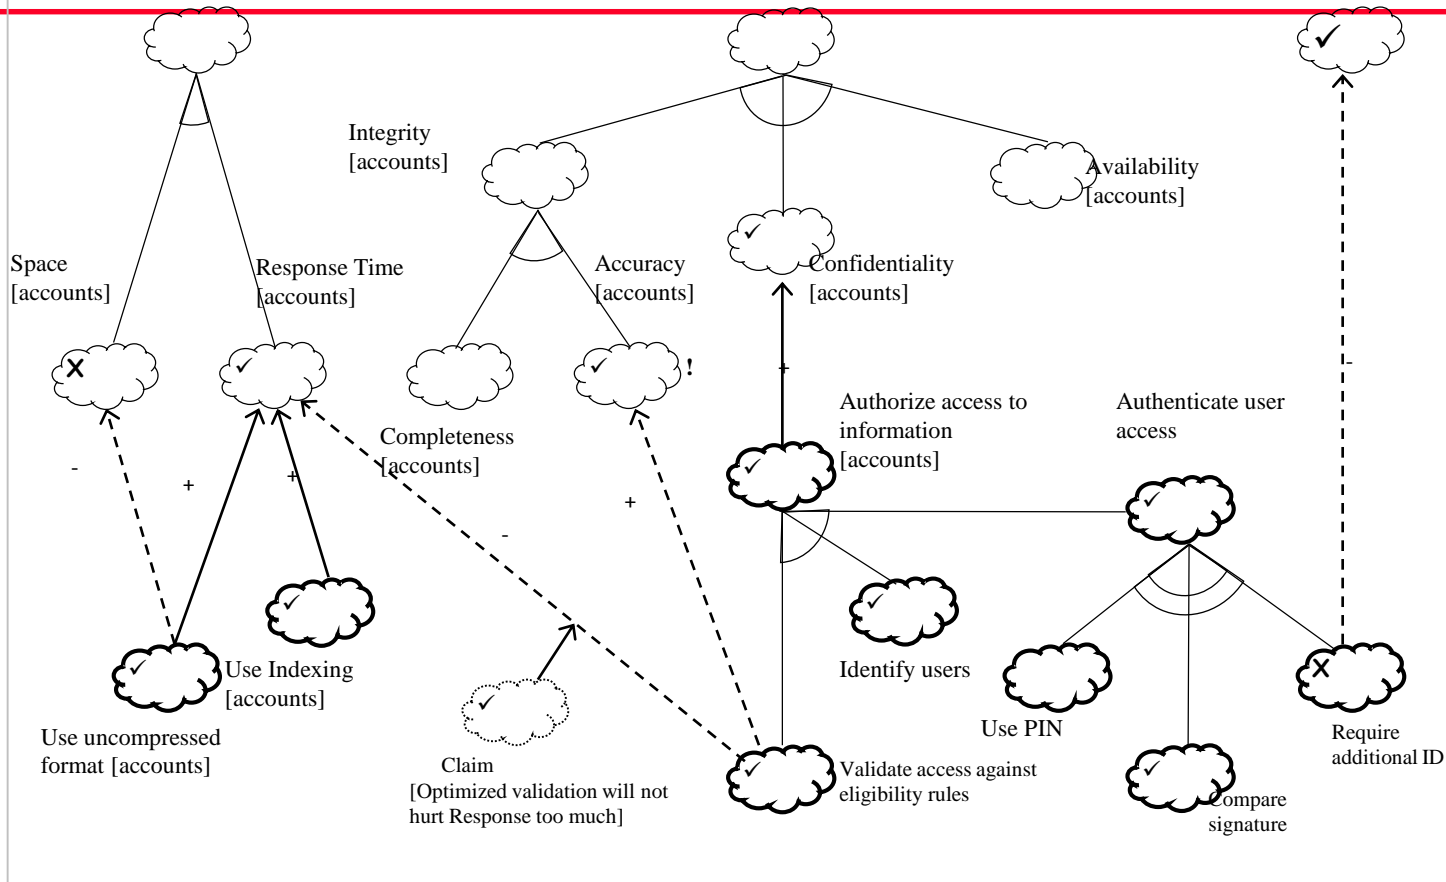 Integrity
[accounts]
Availability
[accounts]
Space
[accounts]
Response Time
[accounts]
Accuracy
[accounts]
Confidentiality
[accounts]
!
+
-
Completeness
[accounts]
Authorize access to
information
[accounts]
Authenticate user
access
-
+
+
+
-
Use Indexing
[accounts]
Identify users
Use PIN
Require
additional ID
Use uncompressed
format [accounts]
Claim
[Optimized validation will not
hurt Response too much]
Validate access against
eligibility rules
Compare
signature